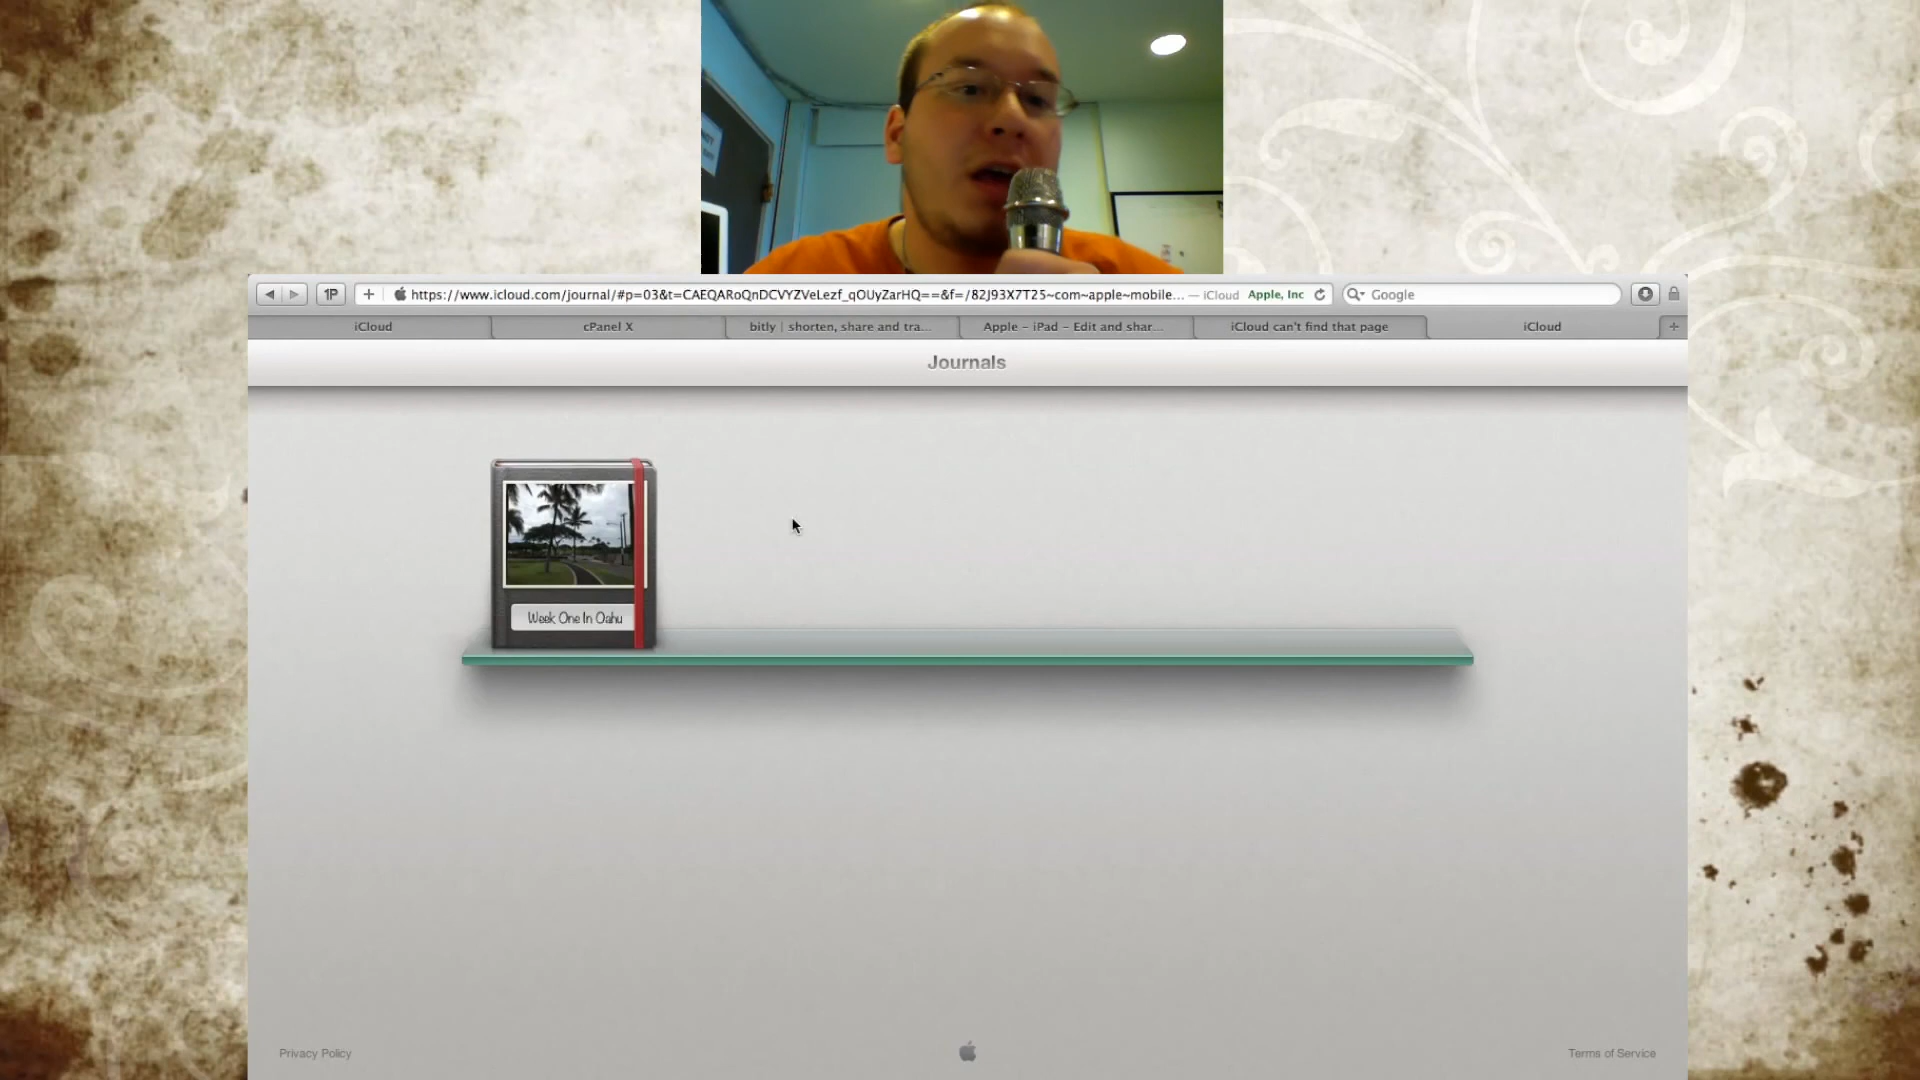 1P
+
https://www.icloud.com/journal/#p=03&t=CAEQARoQnDCVYZVeLezf_qOUyZarHQ==&f=/82J93X7T25~com~apple~mobile... — iCloud
Apple, Inc
Google
iCloud
cPanel X
bitly | shorten, share and tra...
Apple – iPad – Edit and shar...
iCloud can't find that page
iCloud
+
Journals
Week One In Oahu
Privacy Policy
Terms of Service